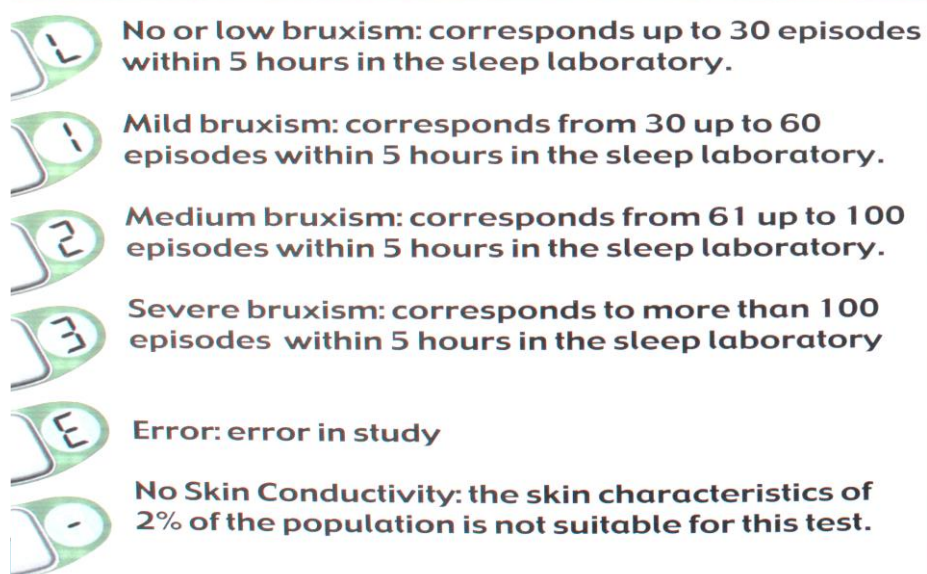 L
No or low bruxism: corresponds up to 30 episodes
within 5 hours in the sleep laboratory.
1
Mild bruxism: corresponds from 30 up to 60
episodes within 5 hours in the sleep laboratory.
2
Medium bruxism: corresponds from 61 up to 100
episodes within 5 hours in the sleep laboratory.
3
Severe bruxism: corresponds to more than 100
episodes within 5 hours in the sleep laboratory
E
Error: error in study
-
No Skin Conductivity: the skin characteristics of
2% of the population is not suitable for this test.